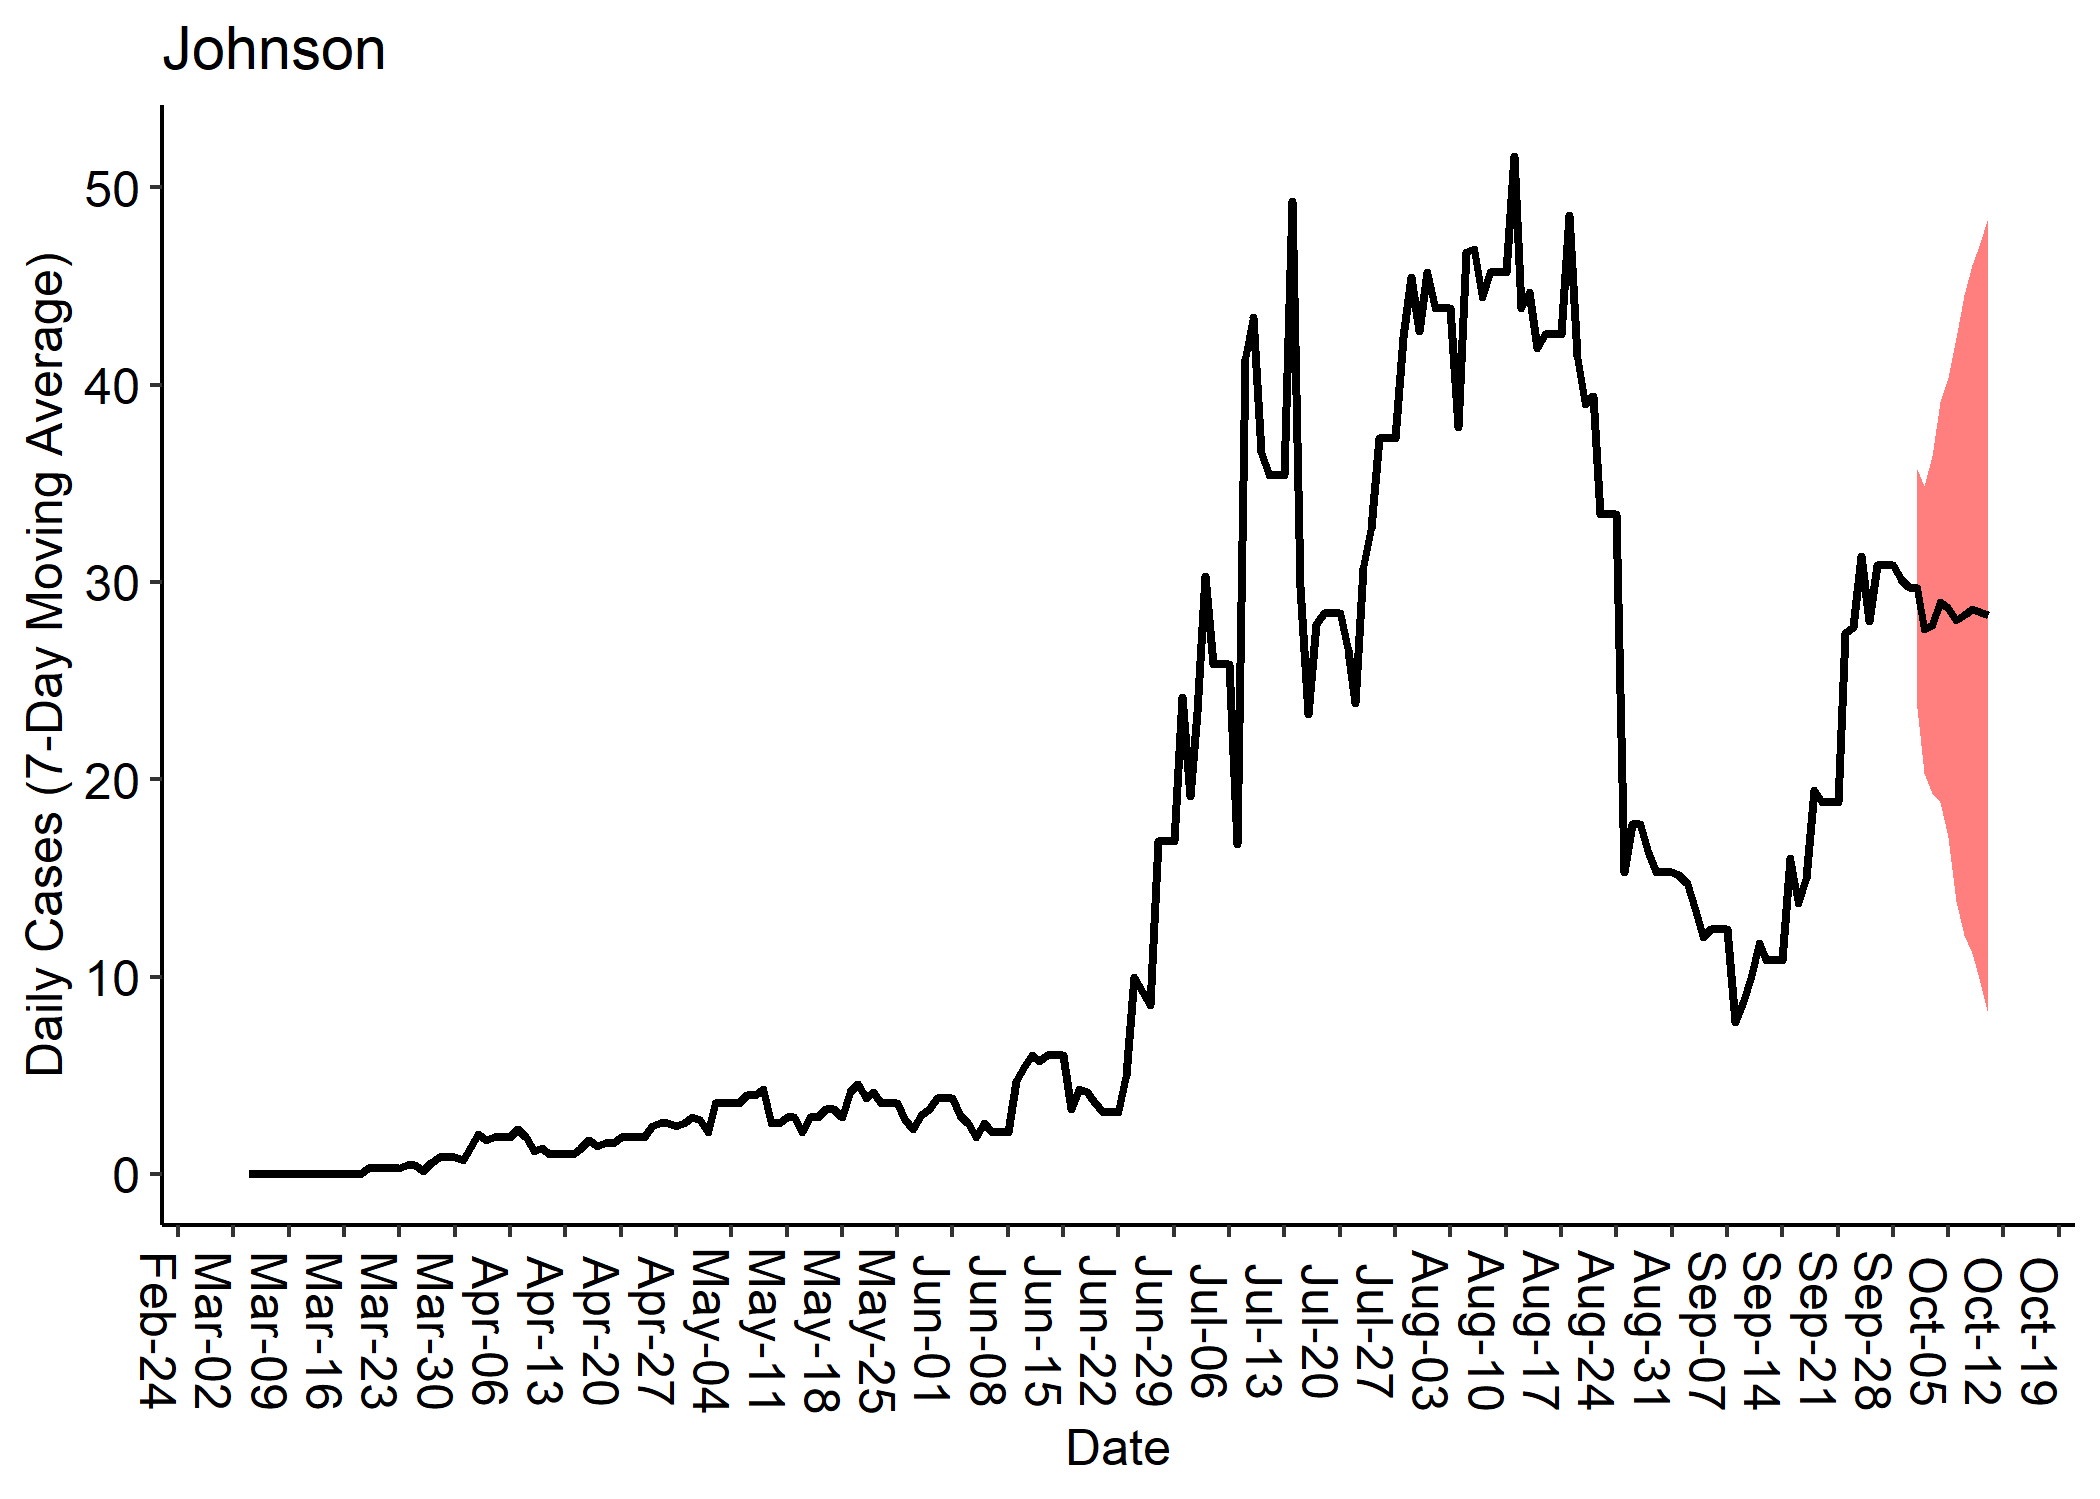 Johnson
Daily Cases (7-Day Moving Average)
50
40
30
20
10
0
Feb-24
Mar-02
Mar-09
Mar-16
Mar-23
Mar-30
Apr-06
Apr-13
Apr-20
Apr-27
May-04
May-11
May-18
May-25
Jun-01
Jun-08
Jun-15
Jun-22
Jun-29
Jul-06
Jul-13
Jul-20
Jul-27
Aug-03
Aug-10
Aug-17
Aug-24
Aug-31
Sep-07
Sep-14
Sep-21
Sep-28
Oct-05
Oct-12
Oct-19
Date